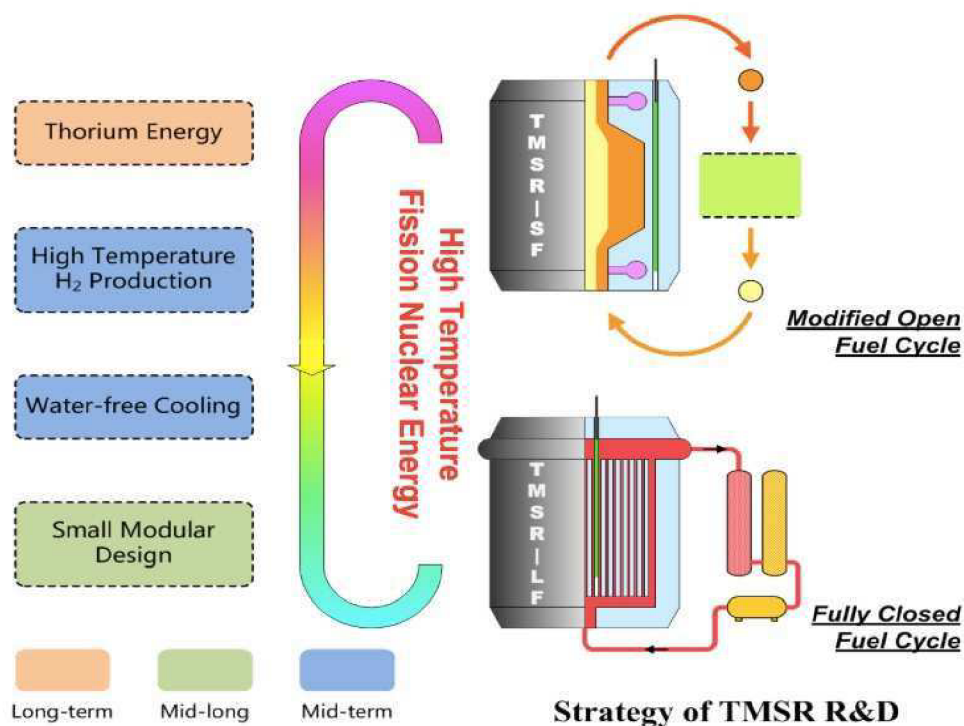 Thorium Energy
High Temperature
H₂ Production
Water-free Cooling
Small Modular
Design
Long-term
Mid-long
Mid-term
High Temperature
Fission Nuclear Energy
TMSR-SF
Modified Open
Fuel Cycle
TMSR-LF
Fully Closed
Fuel Cycle
Strategy of TMSR R&D